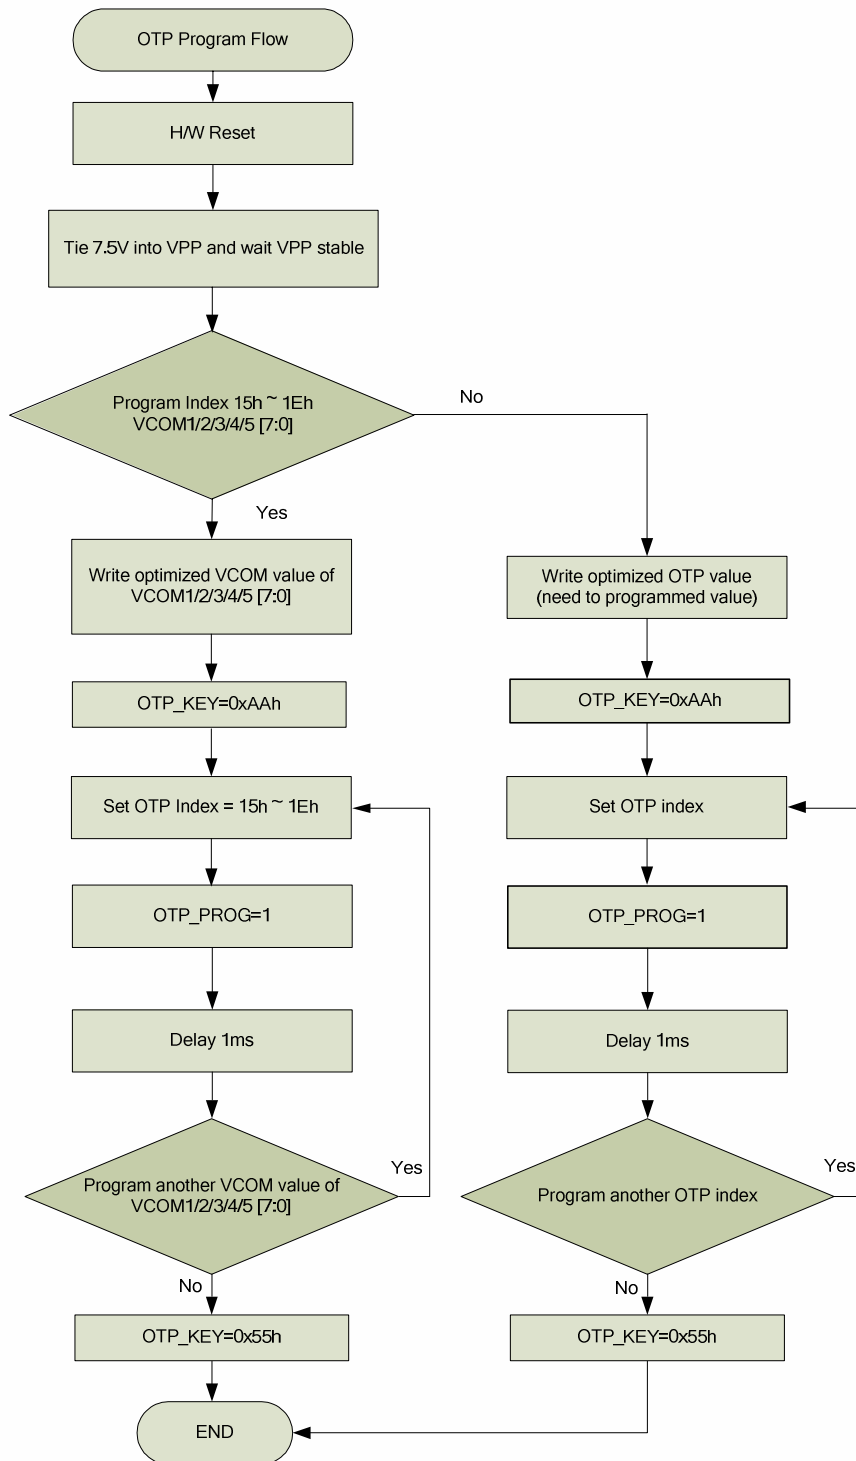 OTP Program Flow
H/W Reset
Tie 7.5V into VPP and wait VPP stable
Program Index 15h ~ 1Eh
VCOM1/2/3/4/5 [7:0]
No
Yes
Write optimized VCOM value of
VCOM1/2/3/4/5 [7:0]
OTP_KEY=0xAAh
Set OTP Index = 15h ~ 1Eh
OTP_PROG=1
Delay 1ms
Program another VCOM value of
VCOM1/2/3/4/5 [7:0]
Yes
No
OTP_KEY=0x55h
END
Write optimized OTP value
(need to programmed value)
OTP_KEY=0xAAh
Set OTP index
OTP_PROG=1
Delay 1ms
Program another OTP index
Yes
No
OTP_KEY=0x55h